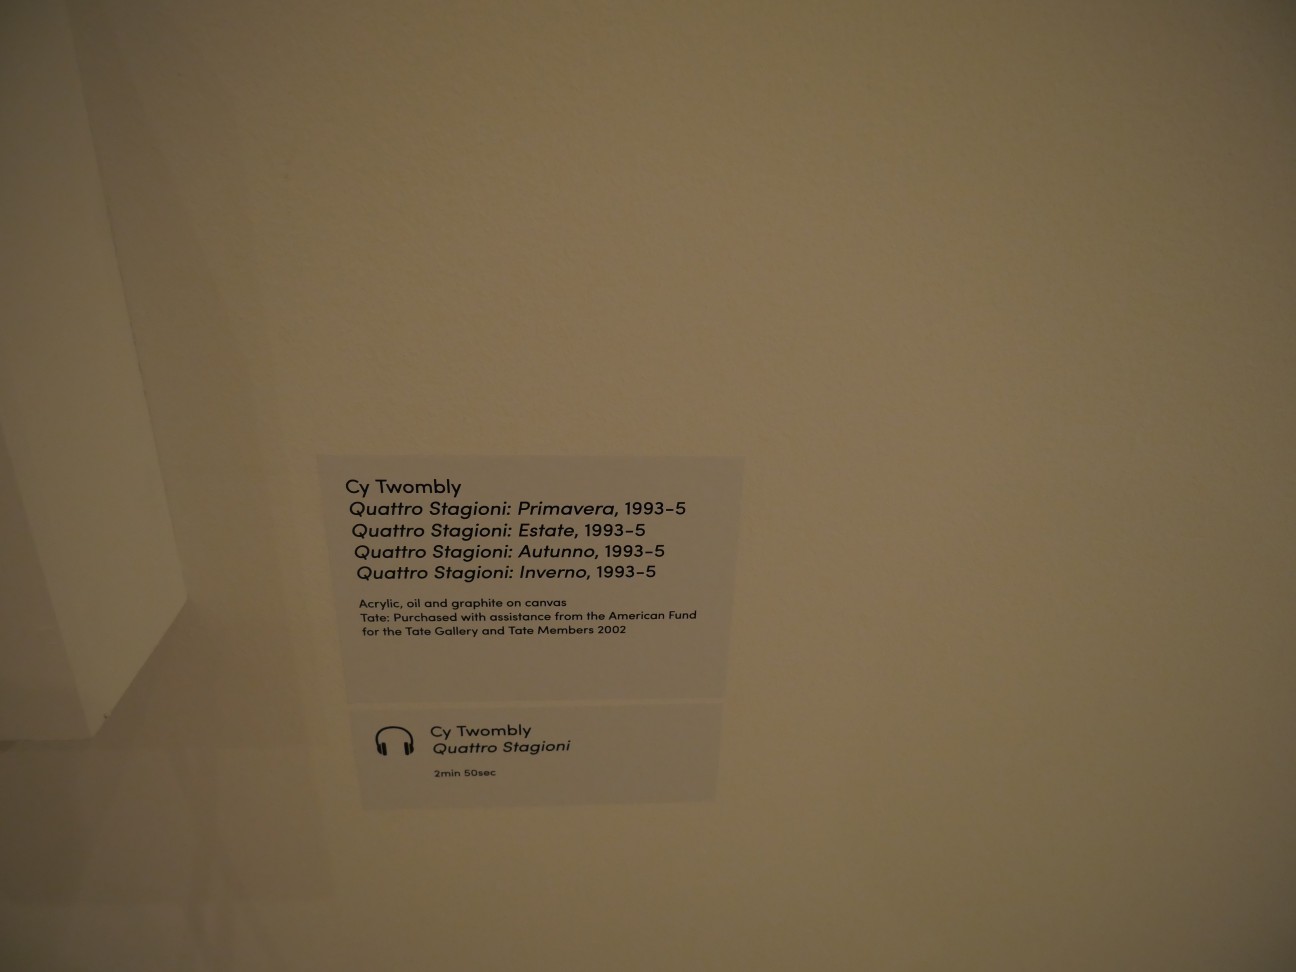 Cy Twombly
Quattro Stagioni: Primavera, 1993-5
Quattro Stagioni: Estate, 1993-5
Quattro Stagioni: Autunno, 1993-5
Quattro Stagioni: Inverno, 1993-5
Acrylic, oil and graphite on canvas
Tate: Purchased with assistance from the American Fund
for the Tate Gallery and Tate Members 2002
Cy Twombly
Quattro Stagioni
2min 50sec